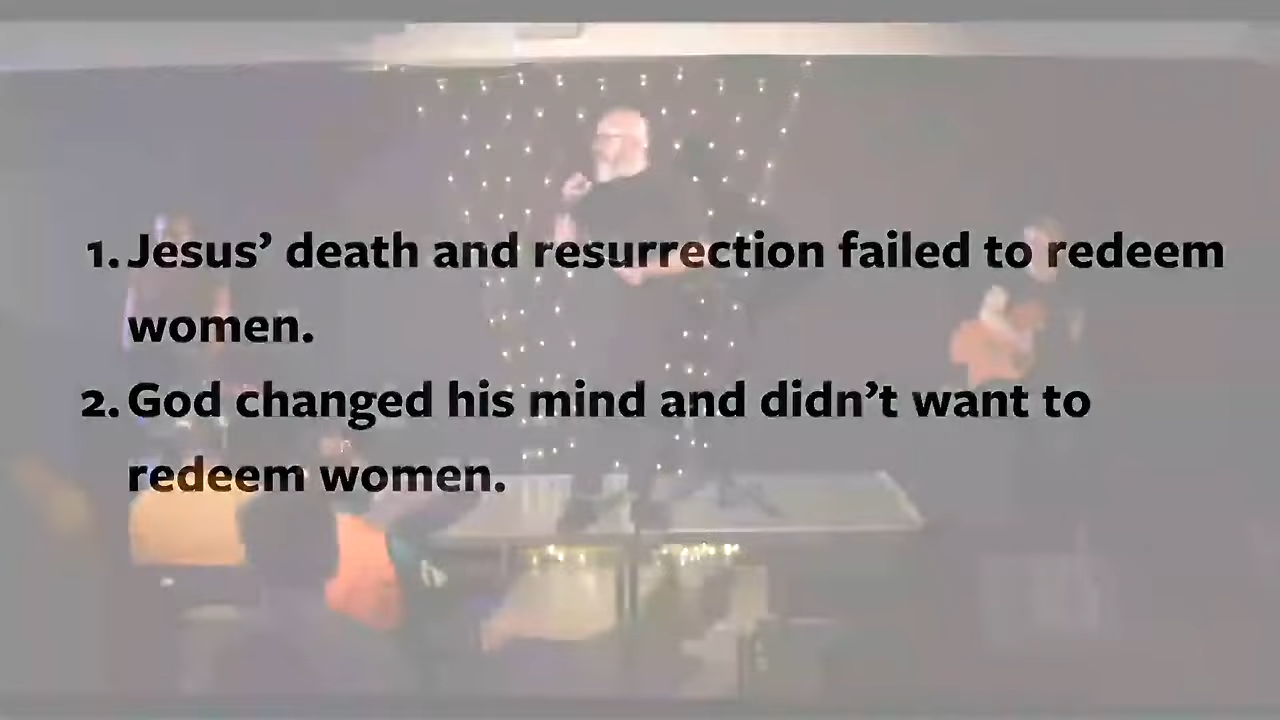 1. Jesus’ death and resurrection failed to redeem
women.
2. God changed his mind and didn’t want to
redeem women.